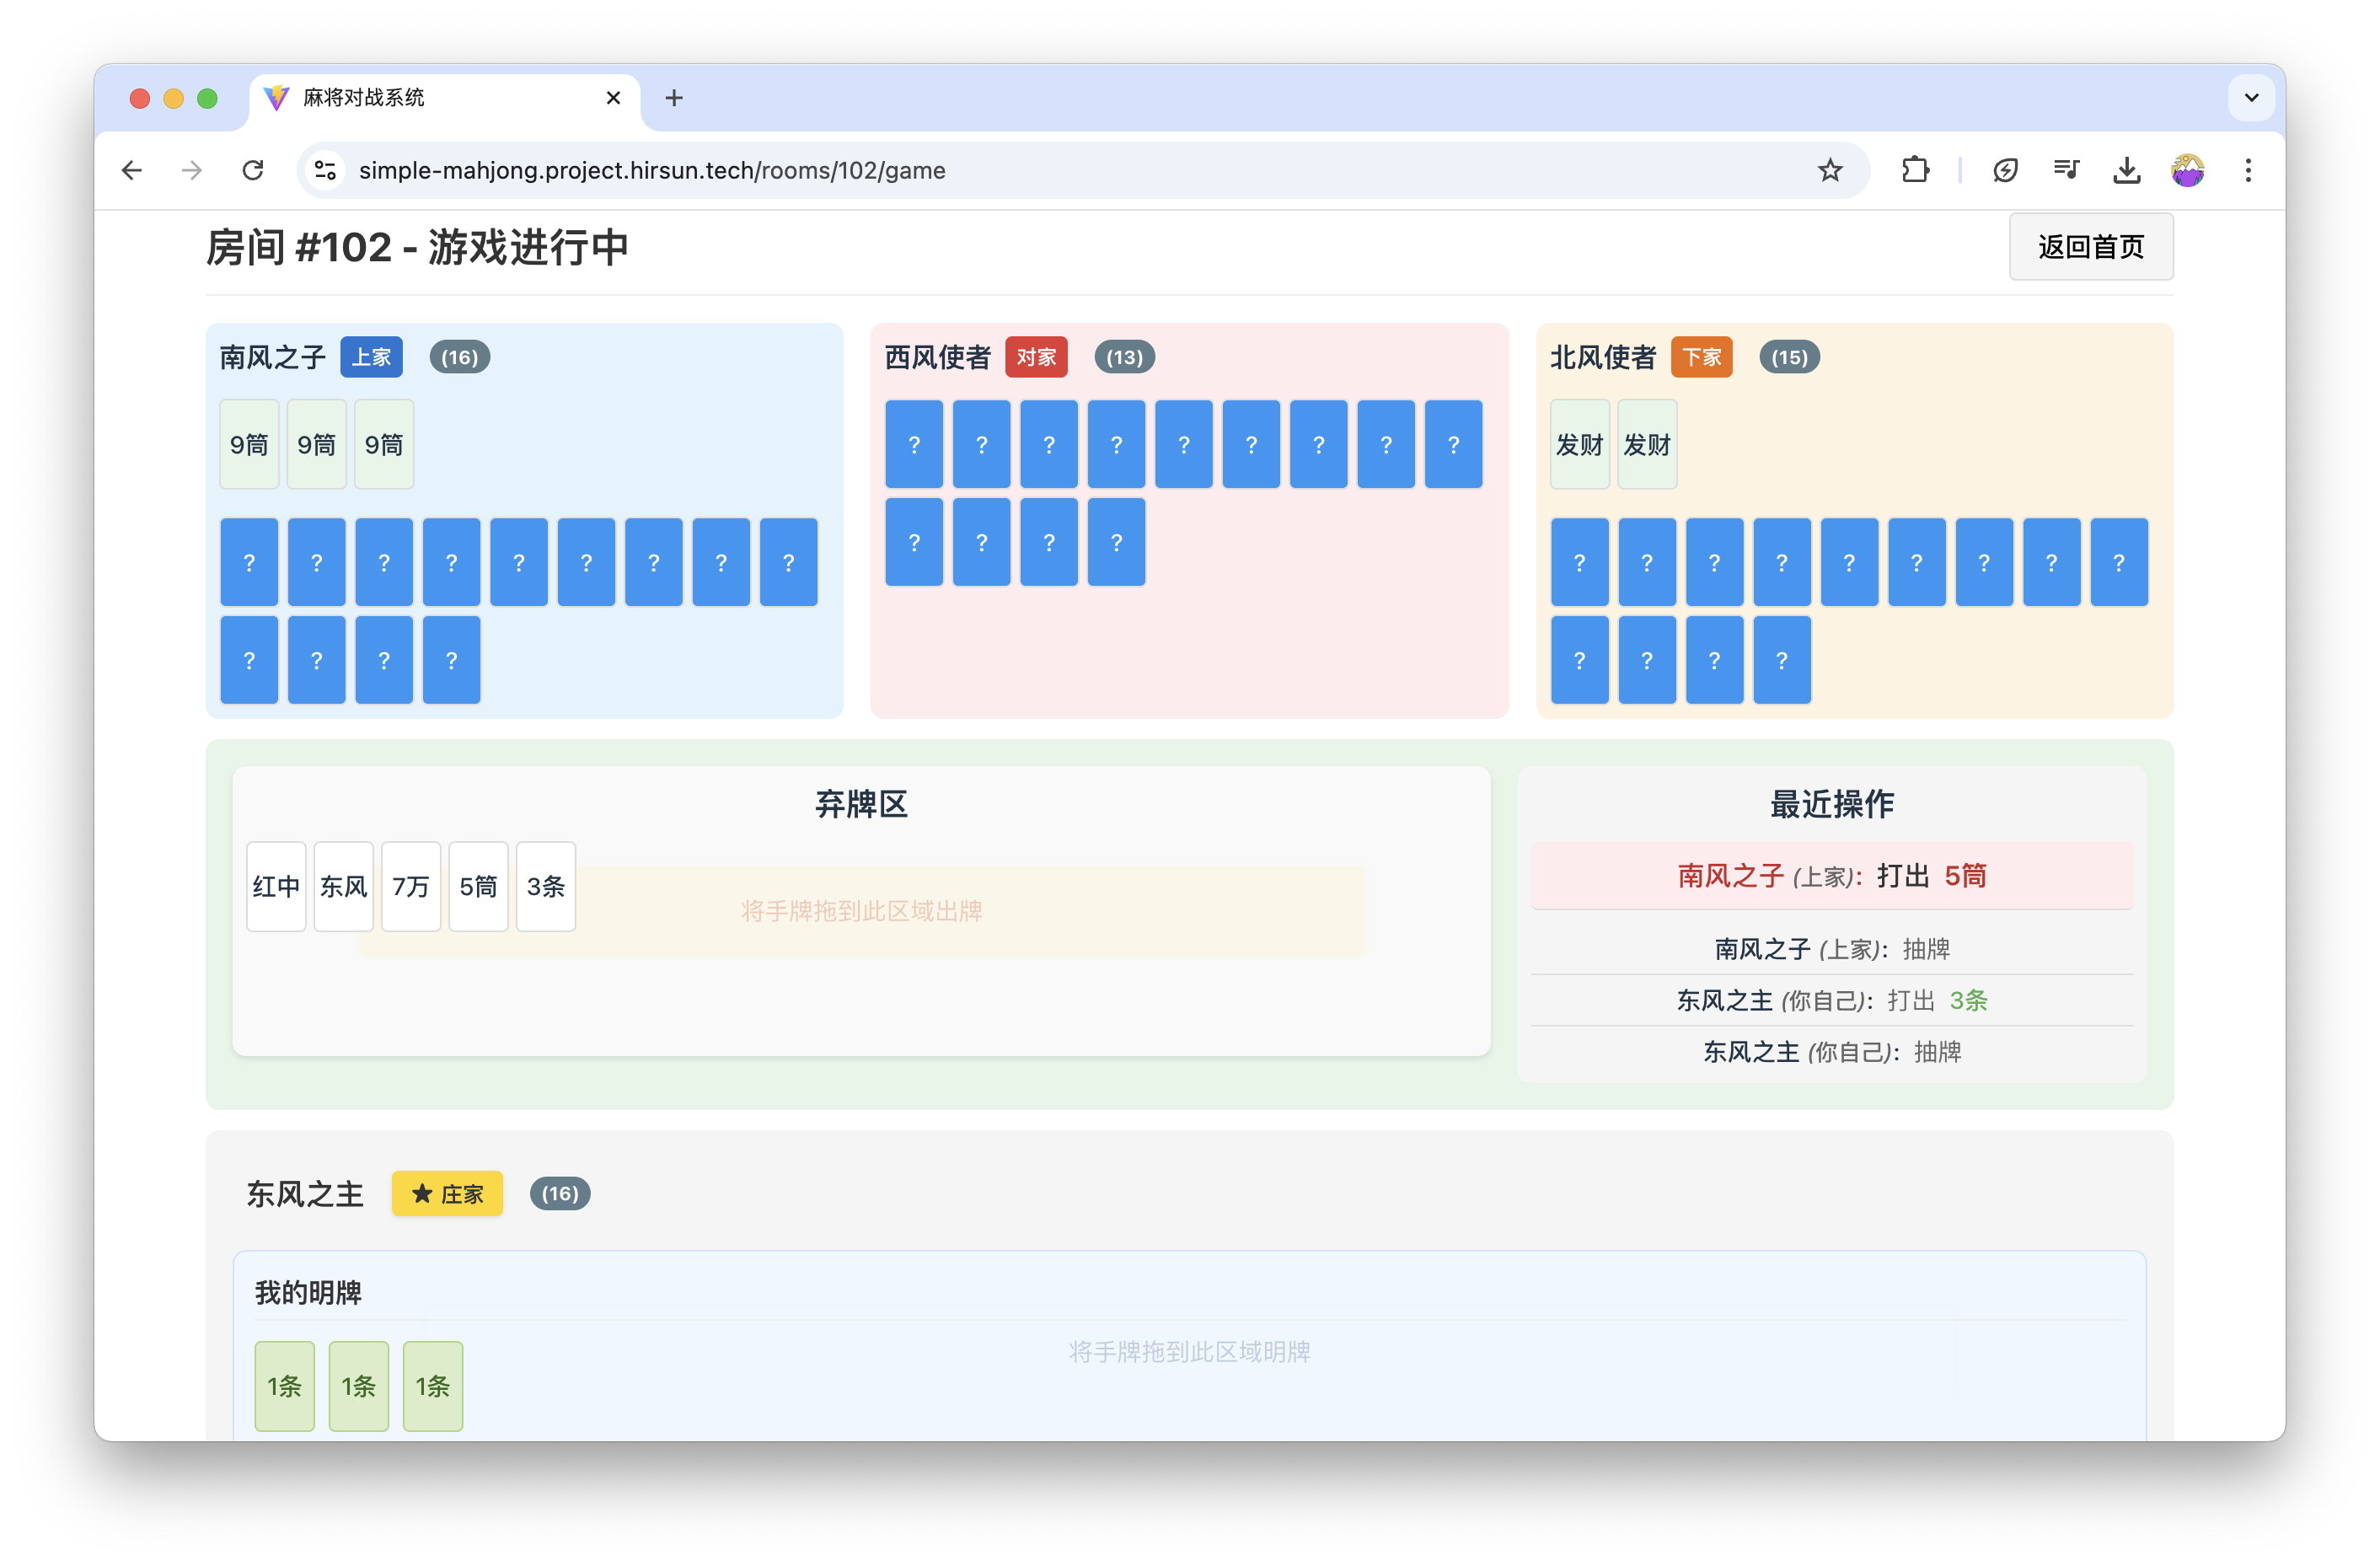 麻将对战系统
simple-mahjong.project.hirsun.tech/rooms/102/game
房间 #102 - 游戏进行中
返回首页
南风之子 上家 (16)
9筒 9筒 9筒
? ? ? ? ? ? ? ? ?
? ? ? ?
西风使者 对家 (13)
? ? ? ? ? ? ? ? ?
? ? ? ?
北风使者 下家 (15)
发财 发财
? ? ? ? ? ? ? ? ?
? ? ? ?
弃牌区
红中 东风 7万 5筒 3条
将手牌拖到此区域出牌
最近操作
南风之子 (上家): 打出 5筒
南风之子 (上家): 抽牌
东风之主 (你自己): 打出 3条
东风之主 (你自己): 抽牌
东风之主 ★ 庄家 (16)
我的明牌
将手牌拖到此区域明牌
1条 1条 1条